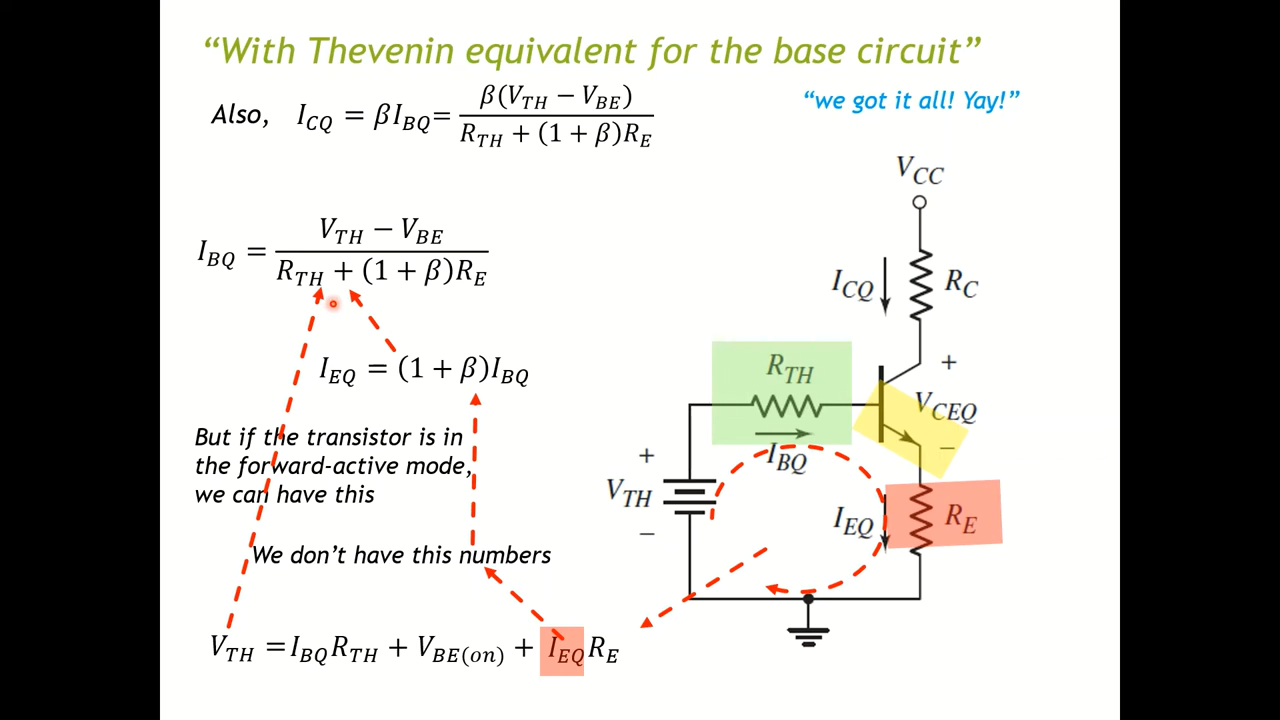 “With Thevenin equivalent for the base circuit”
Also, I_CQ = βI_BQ= β(V_TH − V_BE) / R_TH + (1 + β)R_E
“we got it all! Yay!”
I_BQ = V_TH − V_BE / R_TH + (1 + β)R_E
I_EQ = (1 + β)I_BQ
But if the transistor is in
the forward-active mode,
we can have this
We don’t have this numbers
V_TH =I_BQ R_TH + V_BE(on) + I_EQ R_E
V_CC
I_CQ
R_C
R_TH
+
V_CEQ
−
I_BQ
+
V_TH
−
I_EQ
R_E